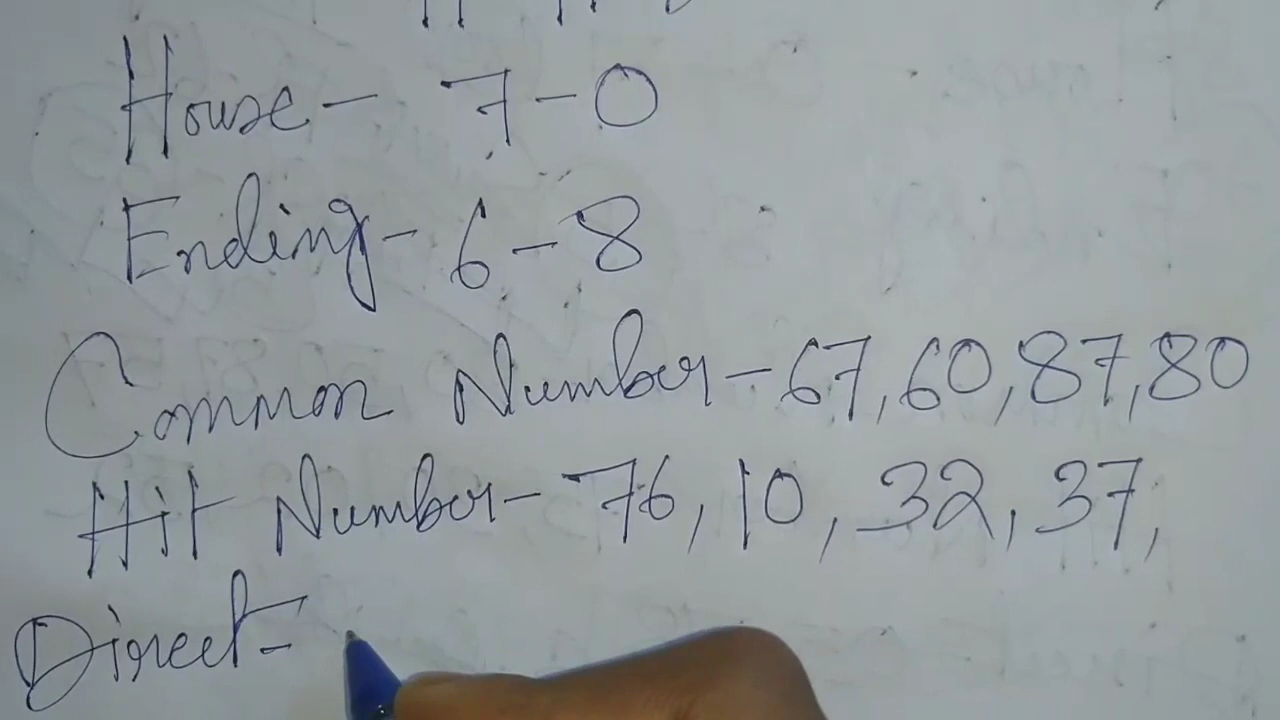 House - 7 - 0
Ending - 6 - 8
Common Number - 67, 60, 87, 80
Hit Number - 76, 10, 32, 37,
Direct -